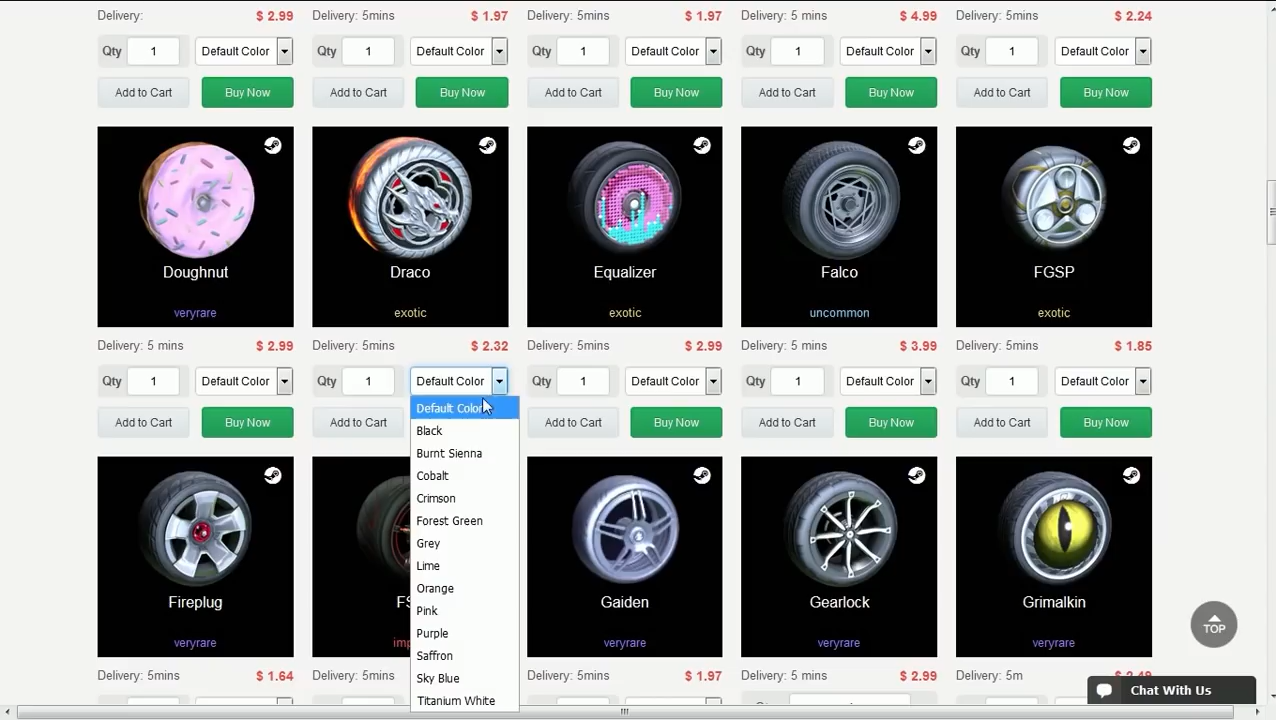 Delivery: $ 2.99 Delivery: 5mins $ 1.97 Delivery: 5mins $ 1.97 Delivery: 5 mins $ 4.99 Delivery: 5mins $ 2.24
Qty 1 Default Color Qty 1 Default Color Qty 1 Default Color Qty 1 Default Color Qty 1 Default Color
Add to Cart Buy Now Add to Cart Buy Now Add to Cart Buy Now Add to Cart Buy Now Add to Cart Buy Now
Doughnut Draco Equalizer Falco FGSP
veryrare exotic exotic uncommon exotic
Delivery: 5 mins $ 2.99 Delivery: 5mins $ 2.32 Delivery: 5mins $ 2.99 Delivery: 5 mins $ 3.99 Delivery: 5mins $ 1.85
Qty 1 Default Color Qty 1 Default Color Qty 1 Default Color Qty 1 Default Color Qty 1 Default Color
Add to Cart Buy Now Add to Cart Add to Cart Buy Now Add to Cart Buy Now Add to Cart Buy Now
Default Color
Black
Burnt Sienna
Cobalt
Crimson
Forest Green
Grey
Lime
Orange
Pink
Purple
Saffron
Sky Blue
Titanium White
Fireplug FS Gaiden Gearlock Grimalkin
veryrare imp veryrare veryrare veryrare
Delivery: 5mins $ 1.64 Delivery: 5mins $ 1.97 Delivery: 5mins $ 2.99 Delivery: 5m
TOP
Chat With Us